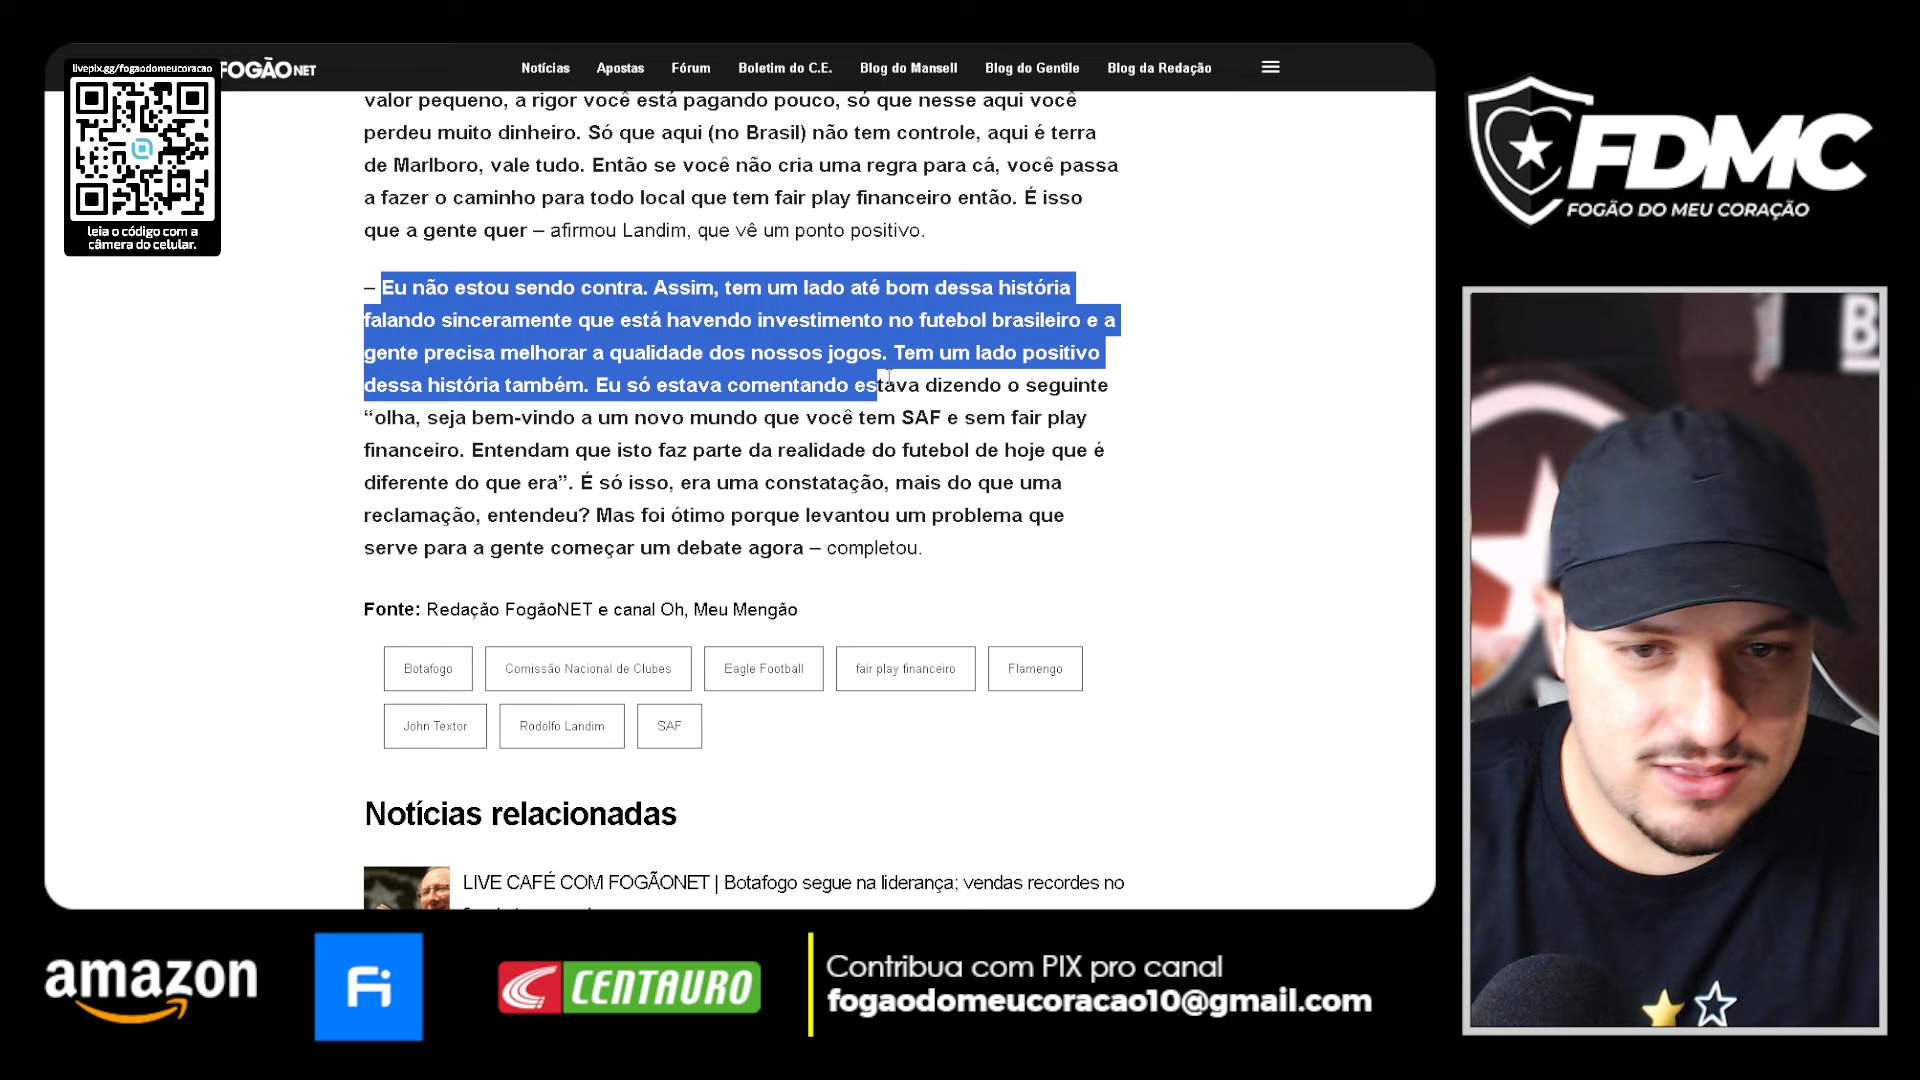 livepix.gg/fogaodomeucoracao
leia o código com a
câmera do celular.
FOGÃONET
Notícias Apostas Fórum Boletim do C.E. Blog do Mansell Blog do Gentile Blog da Redação
valor pequeno, a rigor você está pagando pouco, só que nesse aqui você
perdeu muito dinheiro. Só que aqui (no Brasil) não tem controle, aqui é terra
de Marlboro, vale tudo. Então se você não cria uma regra para cá, você passa
a fazer o caminho para todo local que tem fair play financeiro então. É isso
que a gente quer – afirmou Landim, que vê um ponto positivo.
– Eu não estou sendo contra. Assim, tem um lado até bom dessa história
falando sinceramente que está havendo investimento no futebol brasileiro e a
gente precisa melhorar a qualidade dos nossos jogos. Tem um lado positivo
dessa história também. Eu só estava comentando estava dizendo o seguinte
“olha, seja bem-vindo a um novo mundo que você tem SAF e sem fair play
financeiro. Entendam que isto faz parte da realidade do futebol de hoje que é
diferente do que era”. É só isso, era uma constatação, mais do que uma
reclamação, entendeu? Mas foi ótimo porque levantou um problema que
serve para a gente começar um debate agora – completou.
Fonte: Redação FogãoNET e canal Oh, Meu Mengão
Botafogo Comissão Nacional de Clubes Eagle Football fair play financeiro Flamengo
John Textor Rodolfo Landim SAF
Notícias relacionadas
LIVE CAFÉ COM FOGÃONET | Botafogo segue na liderança; vendas recordes no
FDMC
FOGÃO DO MEU CORAÇÃO
B
amazon
Fi
CENTAURO
Contribua com PIX pro canal
fogaodomeucoracao10@gmail.com